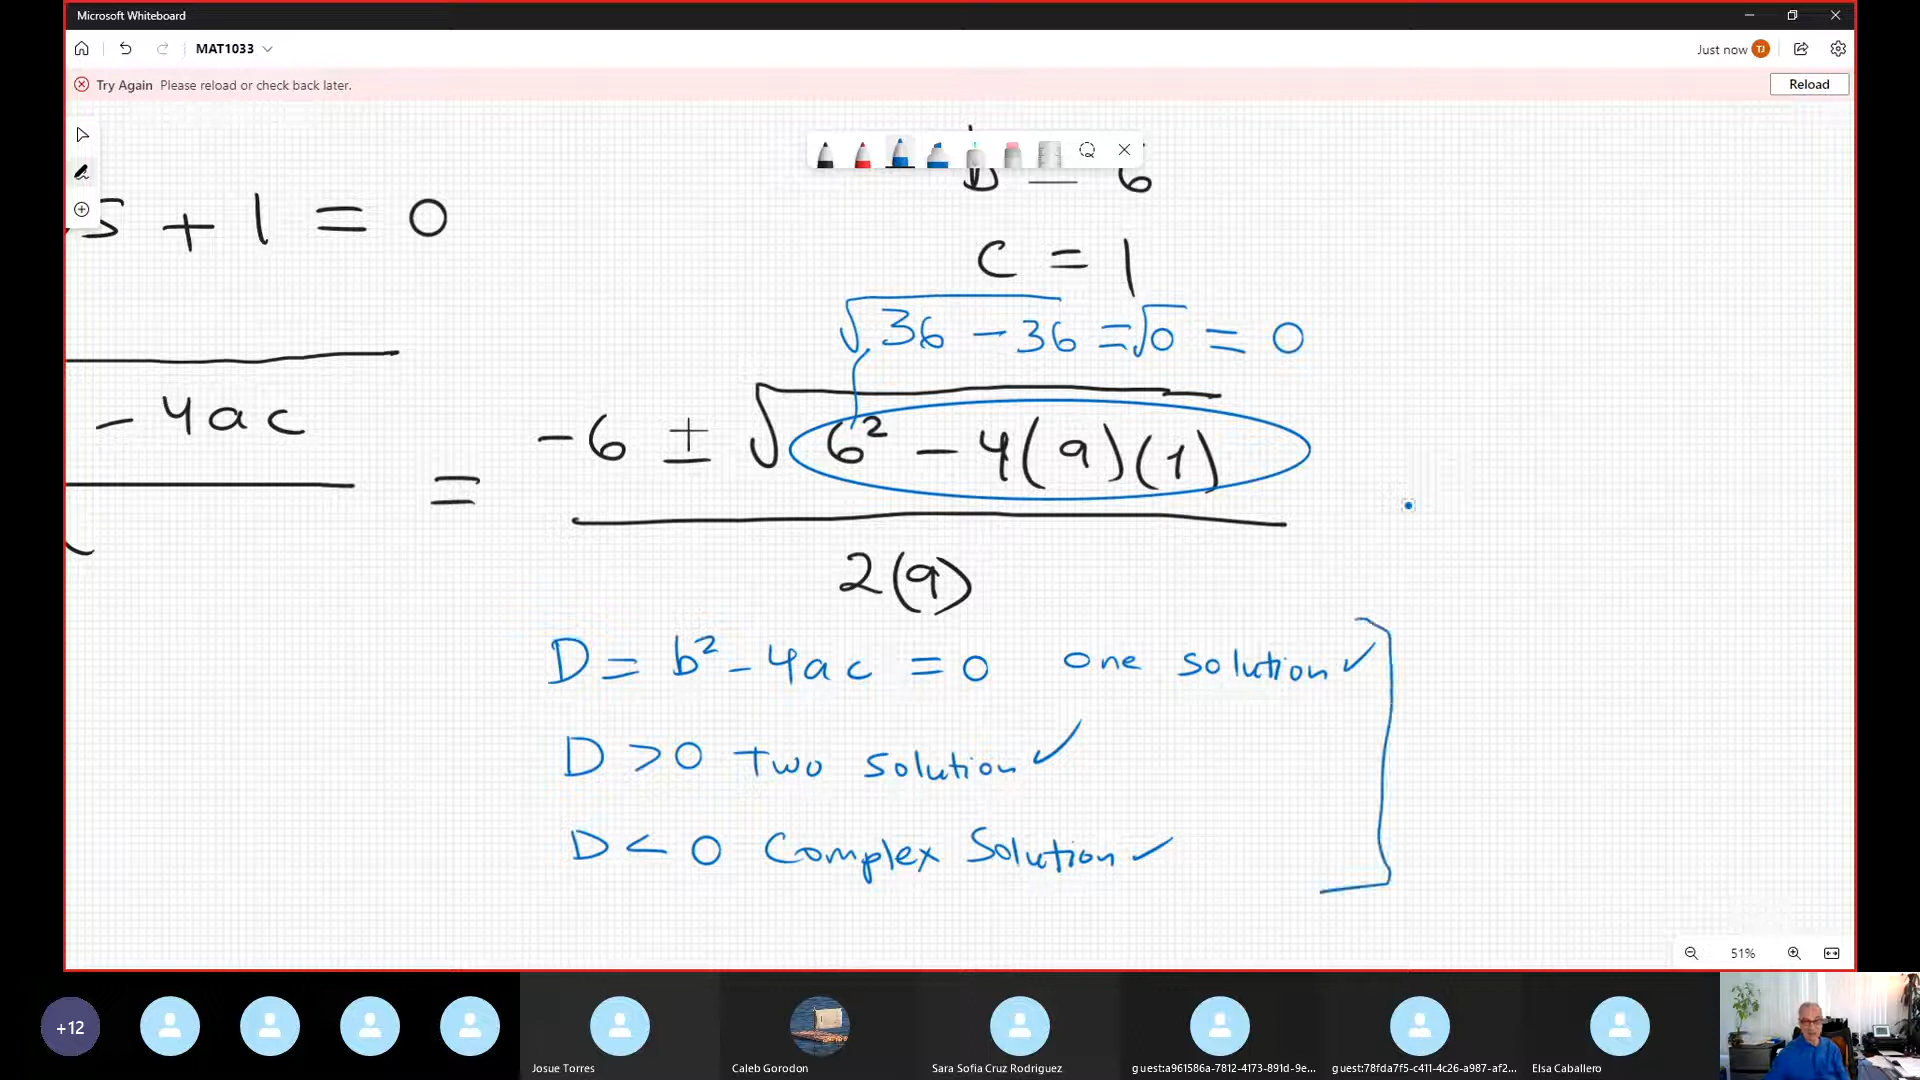 Microsoft Whiteboard
MAT1033
Just now TJ
Try Again Please reload or check back later.
Reload
b = 6
s + 1 = 0
c = 1
√36 - 36 = √0 = 0
- 4ac
= -6 ± √6² - 4(9)(1)
2(9)
D = b² - 4ac = 0 one solution ✓
D > 0 Two solution ✓
D < 0 Complex Solution ✓
51%
+12
Josue Torres
Caleb Gorodon
Sara Sofia Cruz Rodriguez
guest:a961586a-7812-4173-891d-9e...
guest:78fda7f5-c411-4c26-a987-af2...
Elsa Caballero